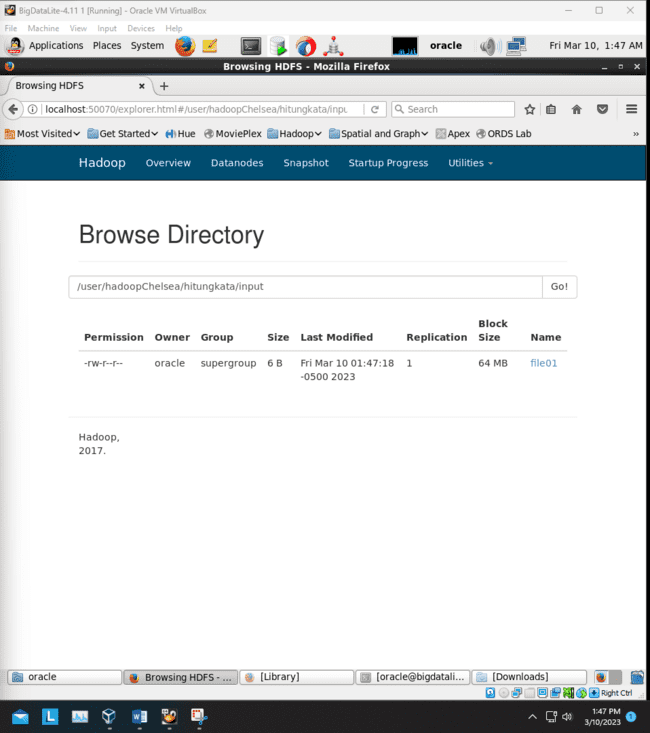 BigDataLite-4.11 1 [Running] - Oracle VM VirtualBox
File Machine View Input Devices Help
Applications Places System oracle Fri Mar 10, 1:47 AM
Browsing HDFS - Mozilla Firefox
Browsing HDFS
localhost:50070/explorer.html#/user/hadoopChelsea/hitungkata/inpu Search
Most Visited Get Started Hue MoviePlex Hadoop Spatial and Graph Apex ORDS Lab »
Hadoop Overview Datanodes Snapshot Startup Progress Utilities
Browse Directory
/user/hadoopChelsea/hitungkata/input Go!
Permission Owner Group Size Last Modified Replication Block Size Name
-rw-r--r-- oracle supergroup 6 B Fri Mar 10 01:47:18 -0500 2023 1 64 MB file01
Hadoop,
2017.
oracle Browsing HDFS - ... [Library] [oracle@bigdatali... [Downloads]
Right Ctrl
1:47 PM
3/10/2023